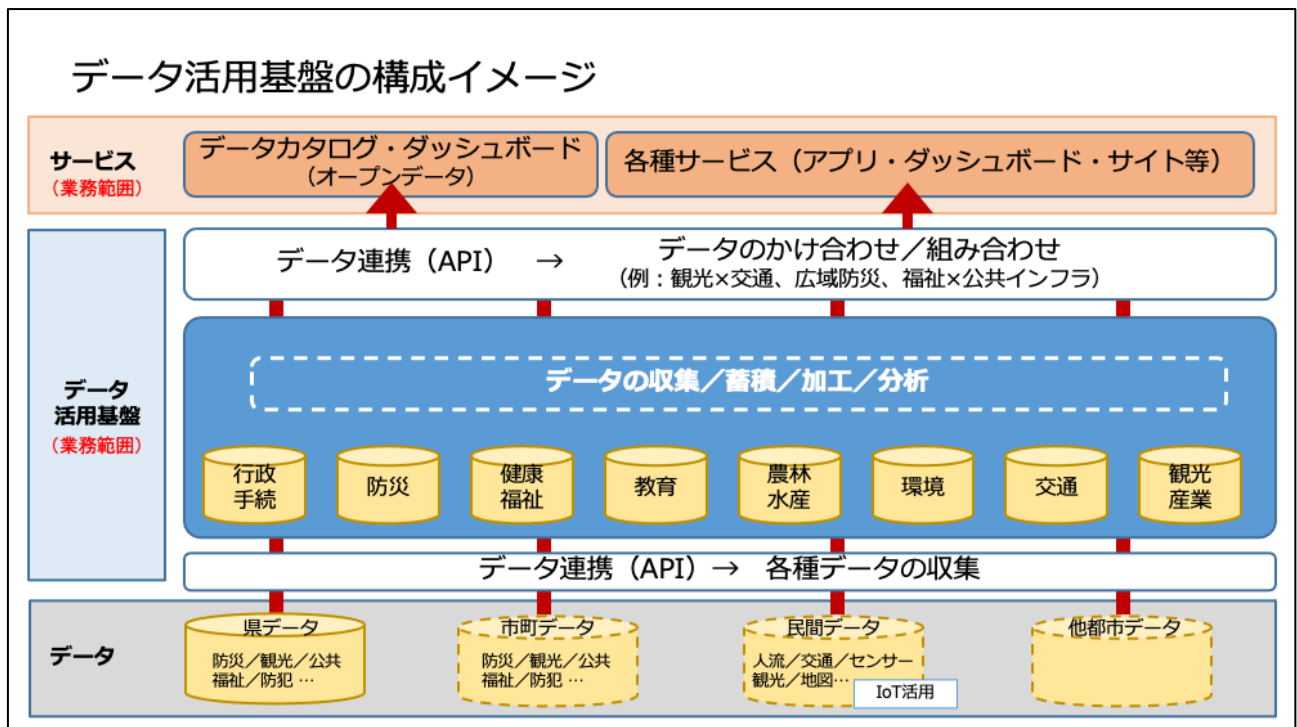 データ活用基盤の構成イメージ
サービス
(業務範囲)
データカタログ・ダッシュボード
(オープンデータ)
各種サービス（アプリ・ダッシュボード・サイト等）
データ
活用基盤
(業務範囲)
データ連携（API） →
データのかけ合わせ／組み合わせ
（例：観光×交通、広域防災、福祉×公共インフラ）
データの収集／蓄積／加工／分析
行政
手続
防災
健康
福祉
教育
農林
水産
環境
交通
観光
産業
データ連携（API）→ 各種データの収集
データ
県データ
防災／観光／公共
福祉／防犯 …
市町データ
防災／観光／公共
福祉／防犯 …
民間データ
人流／交通／センサー
観光／地図…
IoT活用
他都市データ